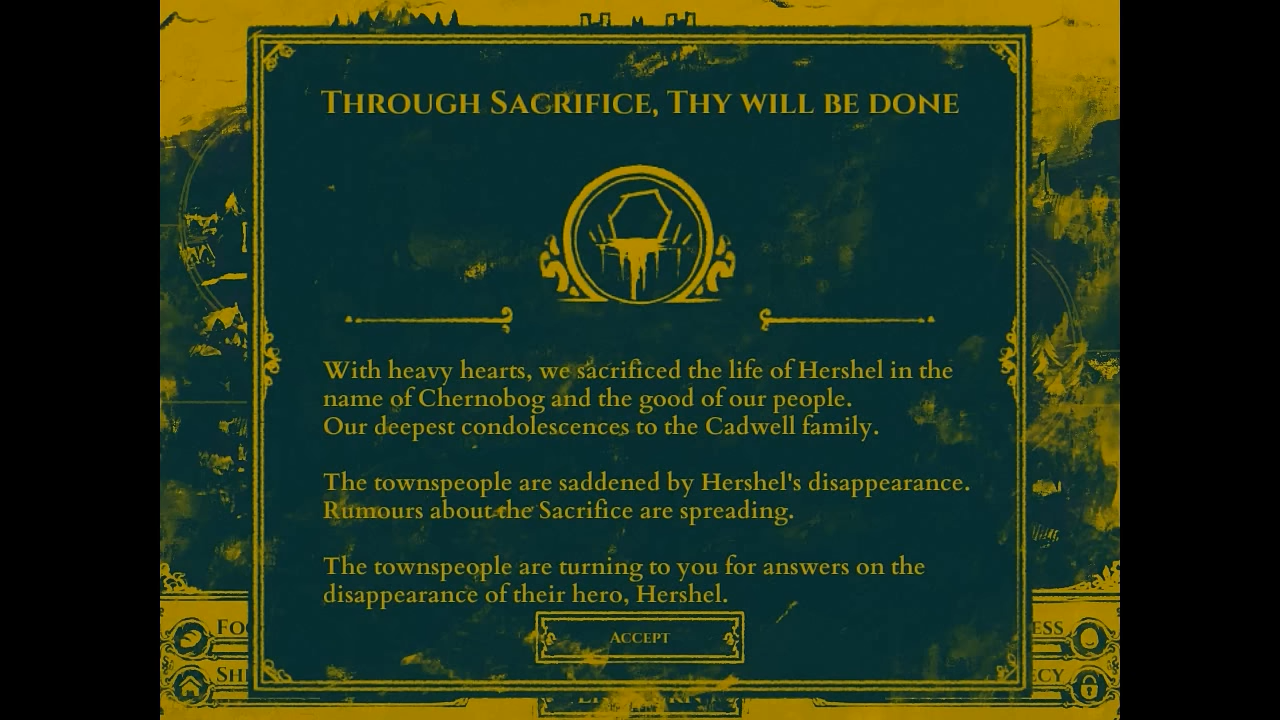 Through Sacrifice, Thy will be done
With heavy hearts, we sacrificed the life of Hershel in the
name of Chernobog and the good of our people.
Our deepest condolescences to the Cadwell family.
The townspeople are saddened by Hershel's disappearance.
Rumours about the Sacrifice are spreading.
The townspeople are turning to you for answers on the
disappearance of their hero, Hershel.
Accept